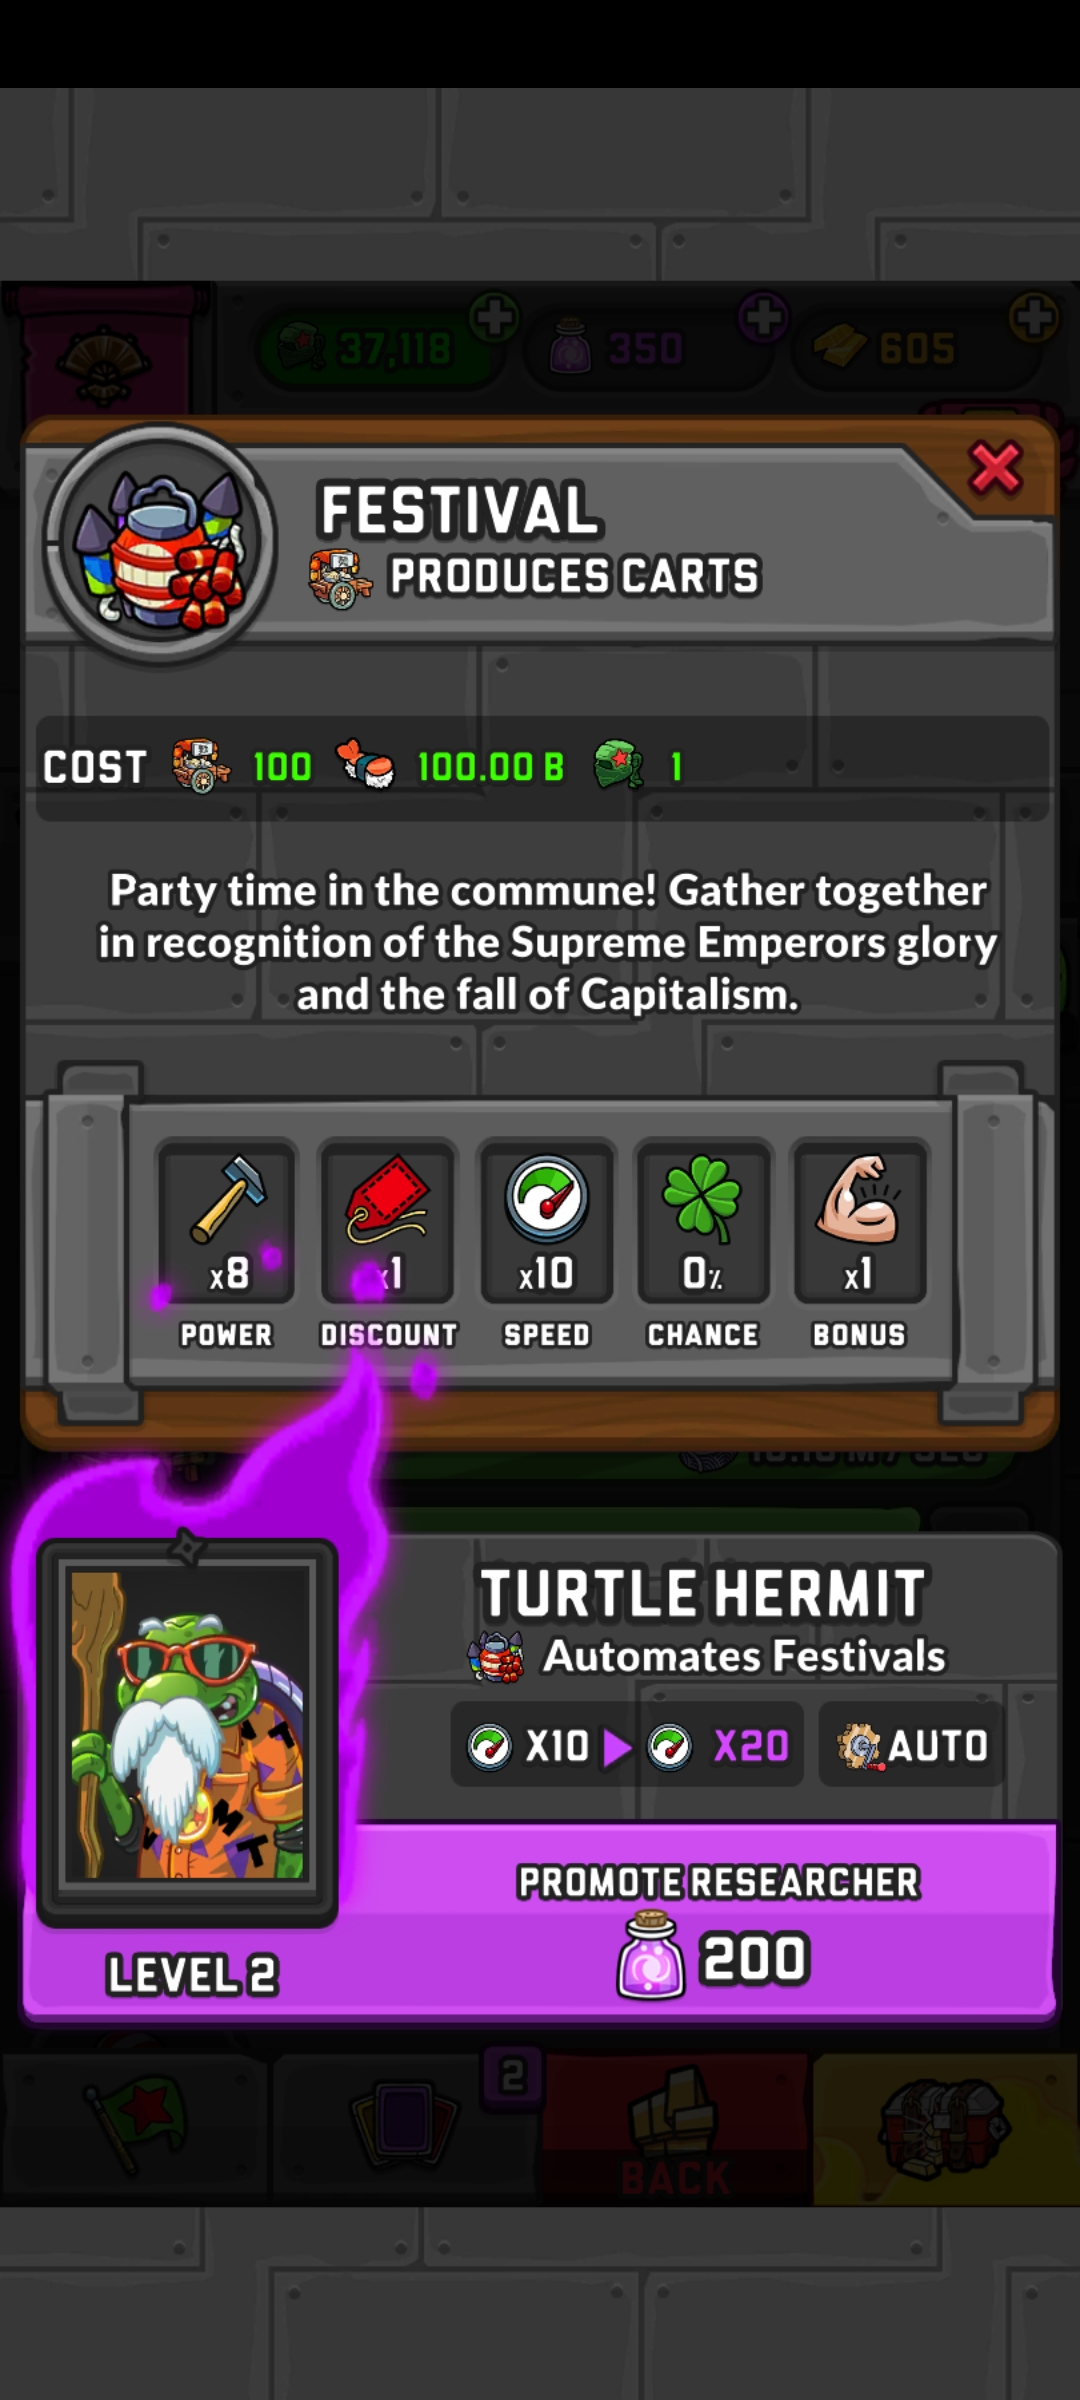 37,118 350 605
FESTIVAL
PRODUCES CARTS
COST 100 100.00 B 1
Party time in the commune! Gather together
in recognition of the Supreme Emperors glory
and the fall of Capitalism.
x8 x1 x10 0% x1
POWER DISCOUNT SPEED CHANCE BONUS
TURTLE HERMIT
Automates Festivals
X10 X20 AUTO
PROMOTE RESEARCHER
200
LEVEL 2
2
BACK